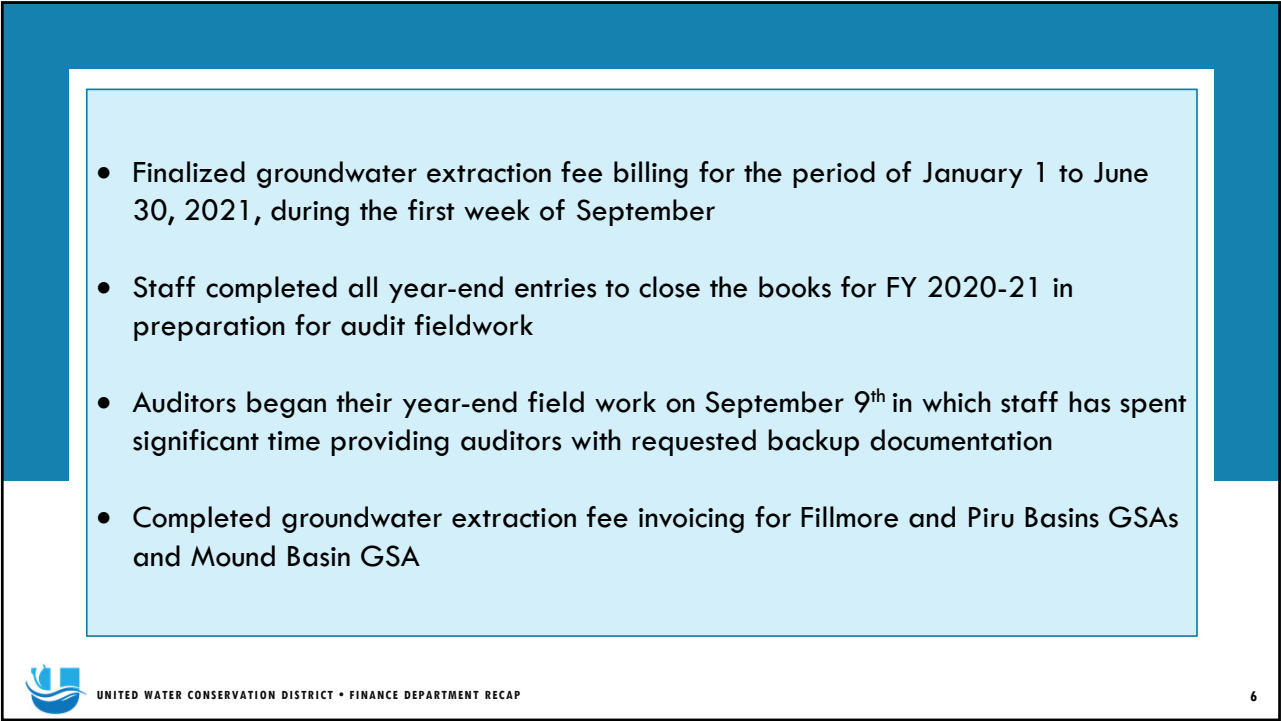 • Finalized groundwater extraction fee billing for the period of January 1 to June
30, 2021, during the first week of September
• Staff completed all year-end entries to close the books for FY 2020-21 in
preparation for audit fieldwork
• Auditors began their year-end field work on September 9th in which staff has spent
significant time providing auditors with requested backup documentation
• Completed groundwater extraction fee invoicing for Fillmore and Piru Basins GSAs
and Mound Basin GSA
UNITED WATER CONSERVATION DISTRICT • FINANCE DEPARTMENT RECAP
6